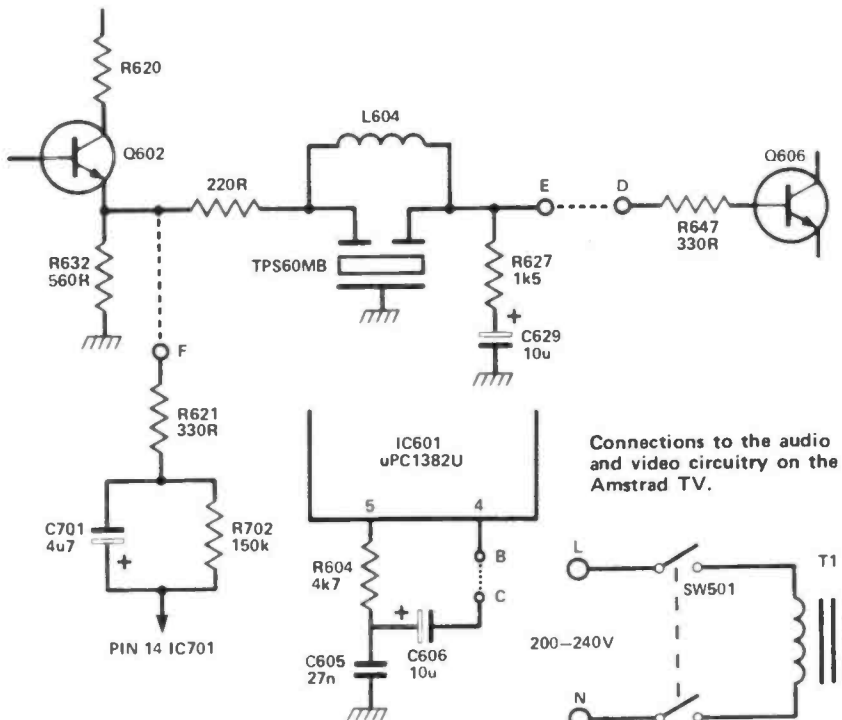 R620
L604
Q602
Q606
220R
E
D
R632
560R
TPS60MB
R627
1k5
R647
330R
+
C629
10u
F
R621
330R
IC601
uPC1382U
Connections to the audio
and video circuitry on the
Amstrad TV.
C701
4u7
+
R702
150k
5
4
R604
4k7
B
C
L
SW501
T1
+
PIN 14 IC701
C605
27n
C606
10u
200–240V
N